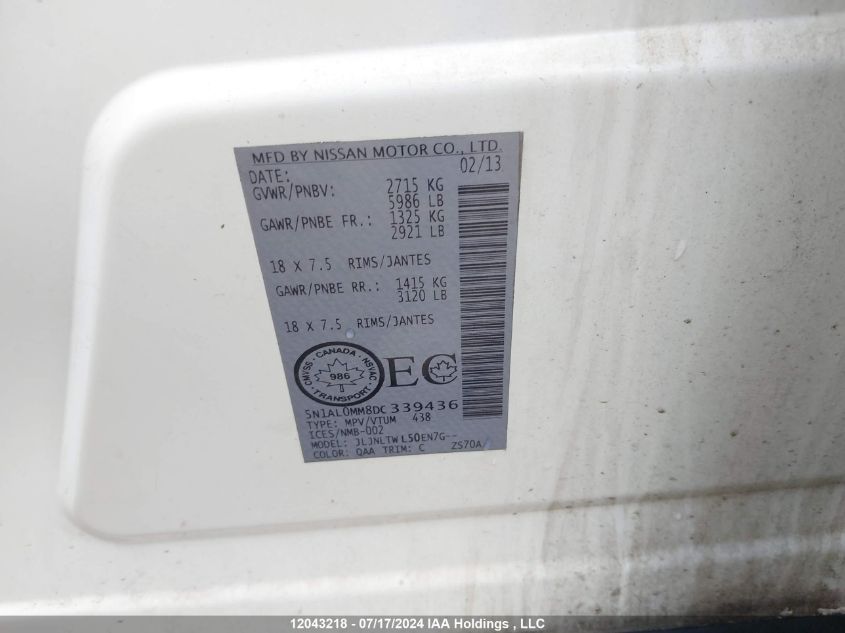 MFD BY NISSAN MOTOR CO., LTD.
DATE: 02/13
GVWR/PNBV: 2715 KG
5986 LB
GAWR/PNBE FR.: 1325 KG
2921 LB
18 X 7.5 RIMS/JANTES
GAWR/PNBE RR.: 1415 KG
3120 LB
18 X 7.5 RIMS/JANTES
CANADA
CMVSS NSVAC
986
TRANSPORT
EC
5N1AL0MM8DC339436
TYPE: MPV/VTUM 438
ICES/NMB-002
MODEL: JLJNLTWL50EN7G--
COLOR: QAA TRIM: C ZS70A
12043218 - 07/17/2024 IAA Holdings , LLC